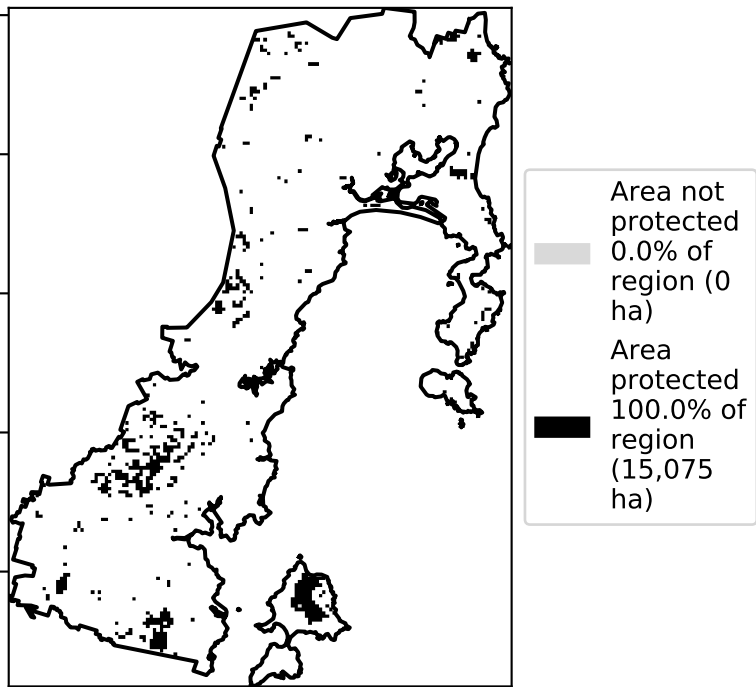 Area not
protected
0.0% of
region (0
ha)
Area
protected
100.0% of
region
(15,075
ha)